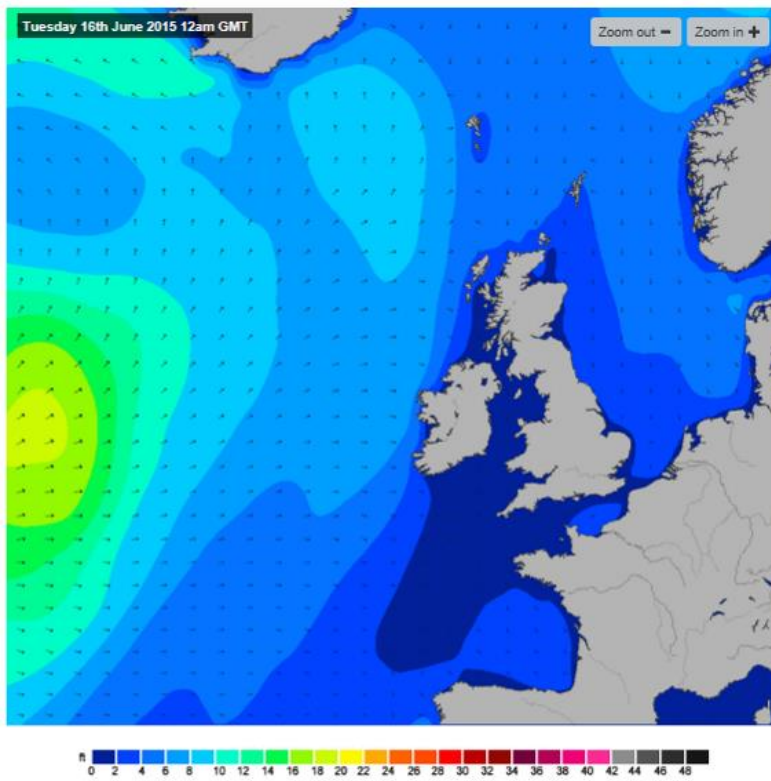 Tuesday 16th June 2015 12am GMT
Zoom out −
Zoom in +
ft 0 2 4 6 8 10 12 14 16 18 20 22 24 26 28 30 32 34 36 38 40 42 44 46 48